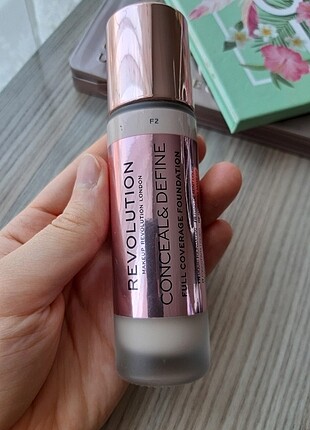 F2
REVOLUTION
MAKEUP REVOLUTION LONDON
CONCEAL & DEFINE
FULL COVERAGE FOUNDATION